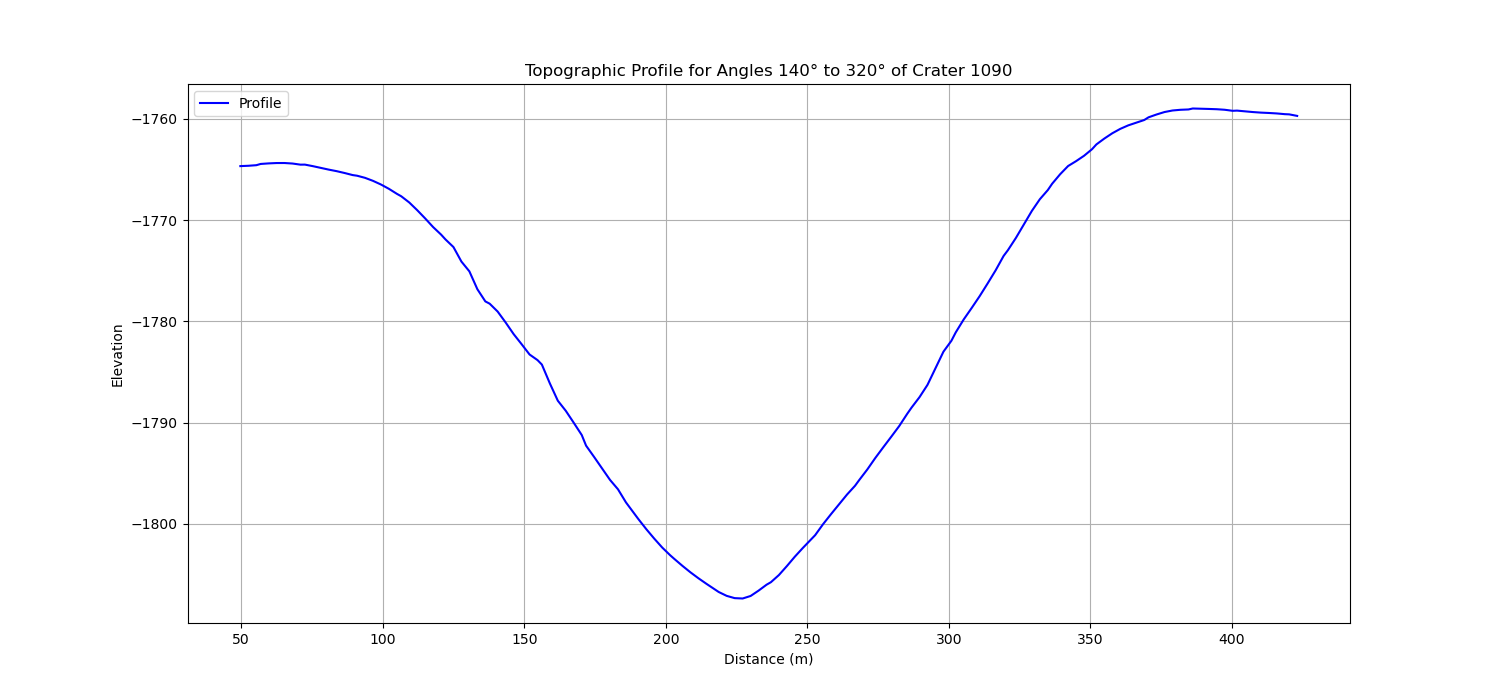 Topographic Profile for Angles 140° to 320° of Crater 1090
Profile
−1760
−1770
−1780
−1790
−1800
Elevation
50 100 150 200 250 300 350 400
Distance (m)